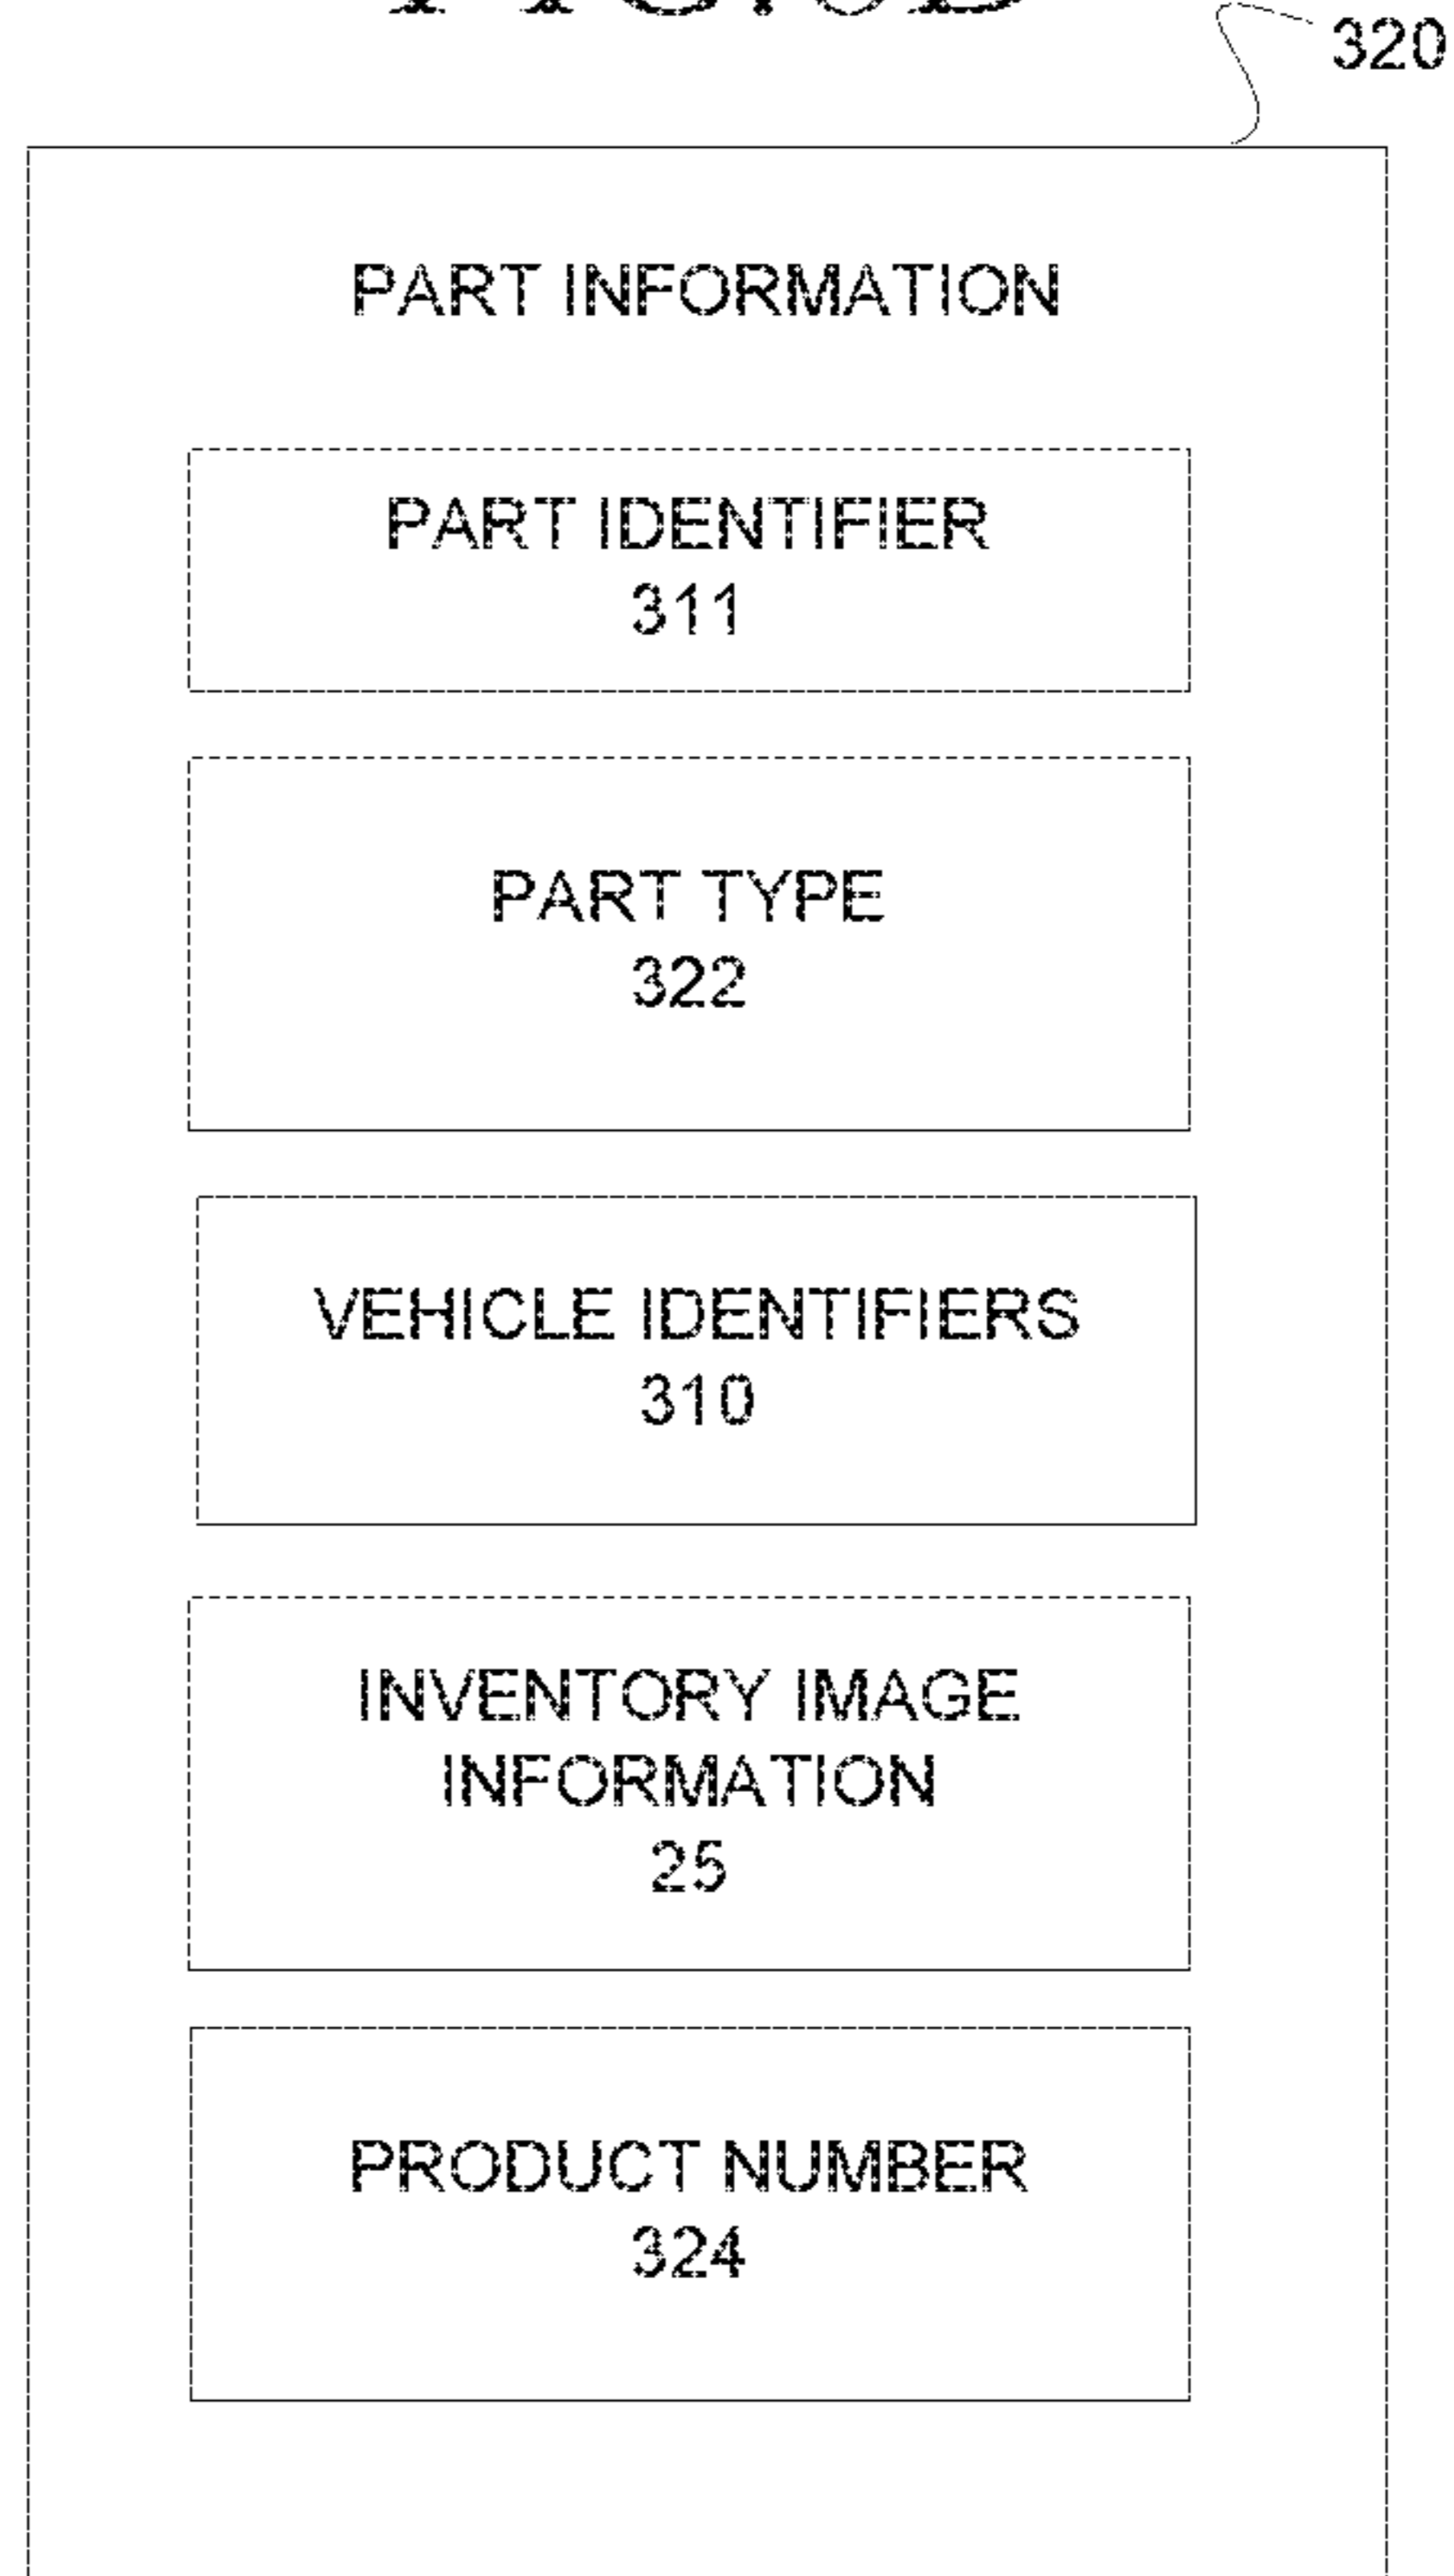 320
PART INFORMATION
PART IDENTIFIER
311
PART TYPE
322
VEHICLE IDENTIFIERS
310
INVENTORY IMAGE
INFORMATION
25
PRODUCT NUMBER
324